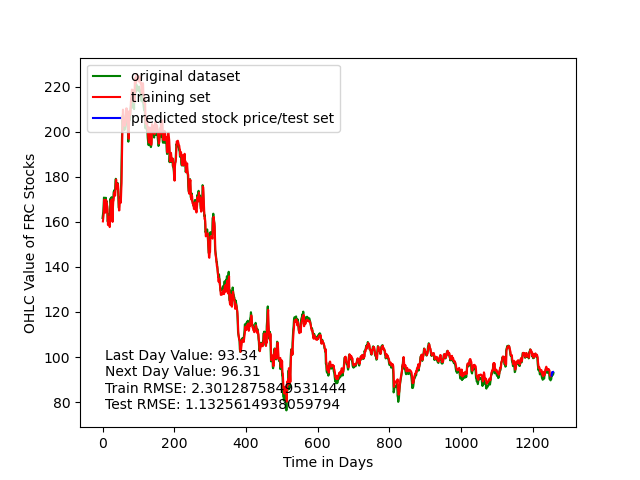 original dataset
training set
predicted stock price/test set
220
200
180
160
140
120
100
80
OHLC Value of FRC Stocks
Last Day Value: 93.34
Next Day Value: 96.31
Train RMSE: 2.3012875849531444
Test RMSE: 1.1325614938059794
0 200 400 600 800 1000 1200
Time in Days